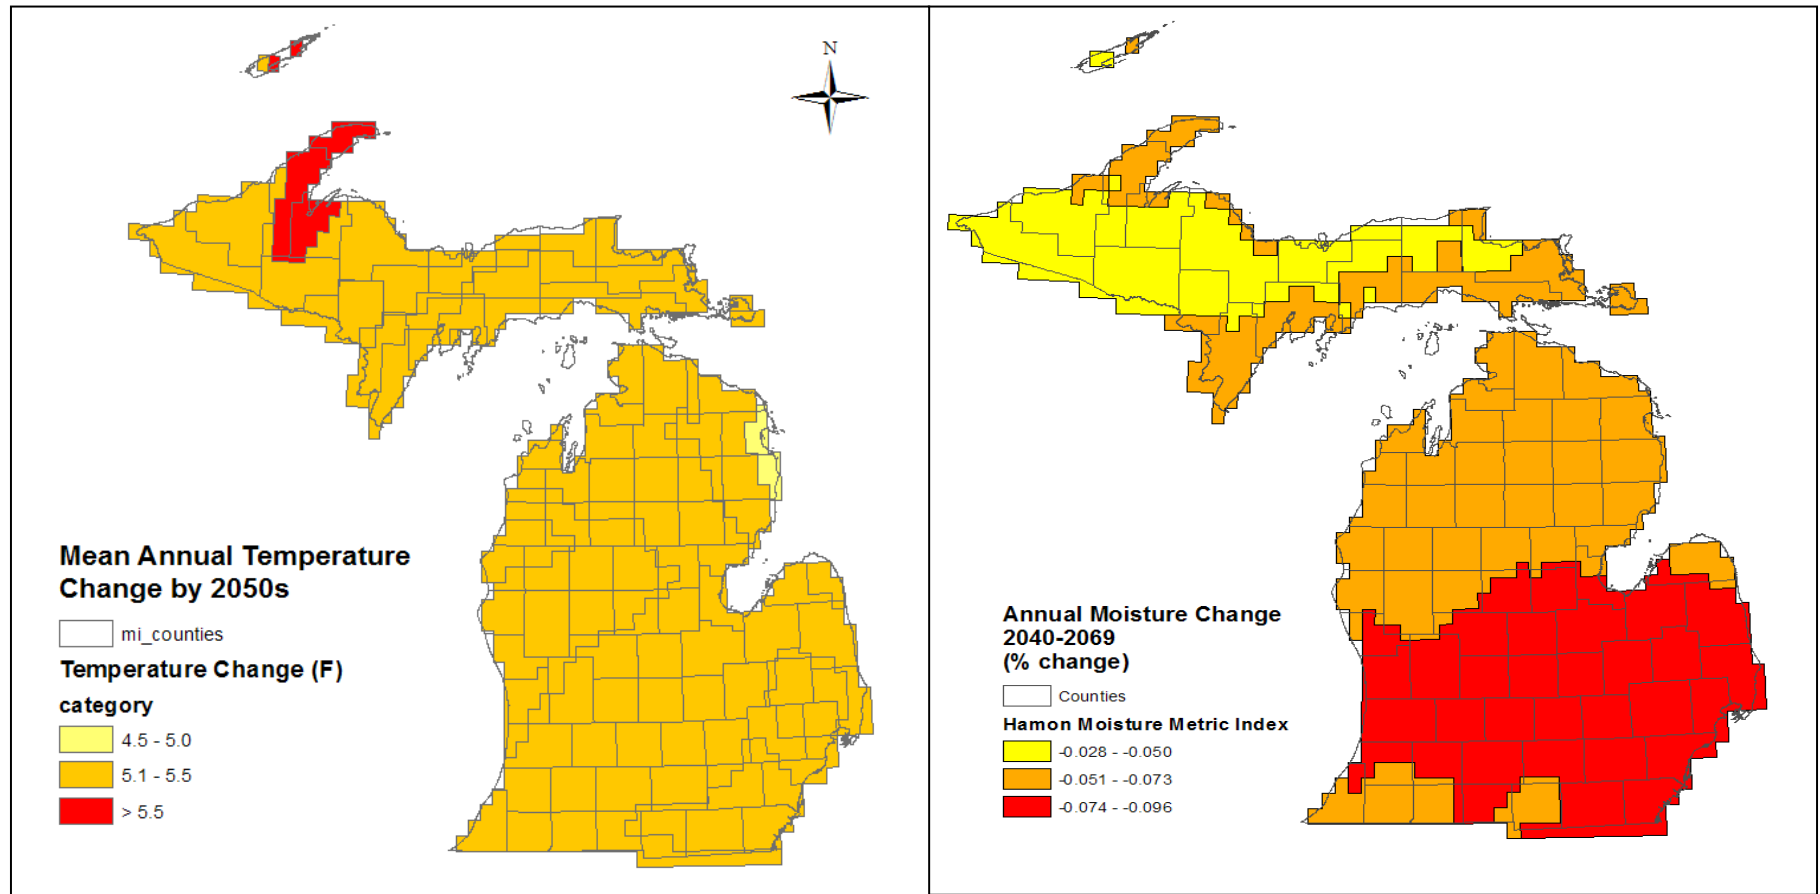 N
Mean Annual Temperature
Change by 2050s
mi_counties
Temperature Change (F)
category
4.5 - 5.0
5.1 - 5.5
> 5.5
Annual Moisture Change
2040-2069
(% change)
Counties
Hamon Moisture Metric Index
-0.028 - -0.050
-0.051 - -0.073
-0.074 - -0.096